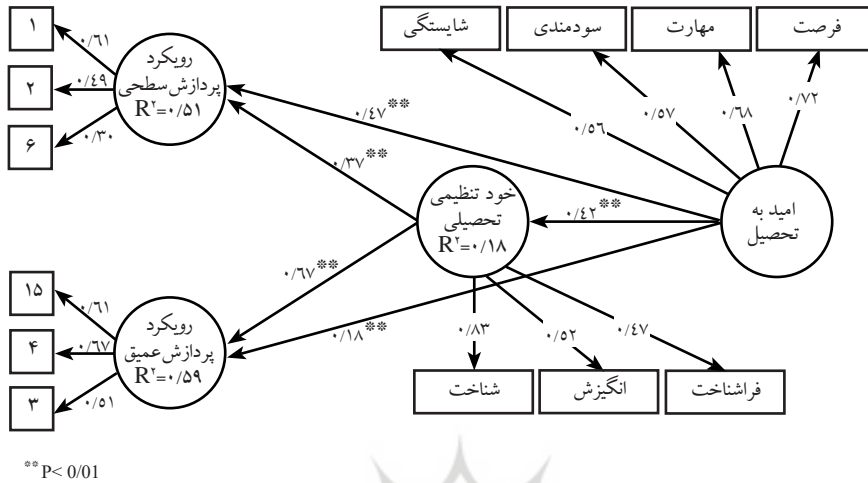 فرصت
مهارت
سودمندی
شایستگی
۰/۷۲
۰/۶۸
۰/۵۷
۰/۵۶
امید به
تحصیل
۰/۴۷**
۰/۳۷**
۰/۴۲**
۰/۶۷**
۰/۱۸**
خود تنظیمی
تحصیلی
R²=۰/۱۸
۰/۴۷
۰/۵۲
۰/۸۳
فراشناخت
انگیزش
شناخت
رویکرد
پردازش سطحی
R²=۰/۵۱
۰/۶۱
۰/۴۹
۰/۳۰
۱
۲
۶
رویکرد
پردازش عمیق
R²=۰/۵۹
۰/۶۱
۰/۶۷
۰/۵۱
۱۵
۴
۳
** P< 0/01